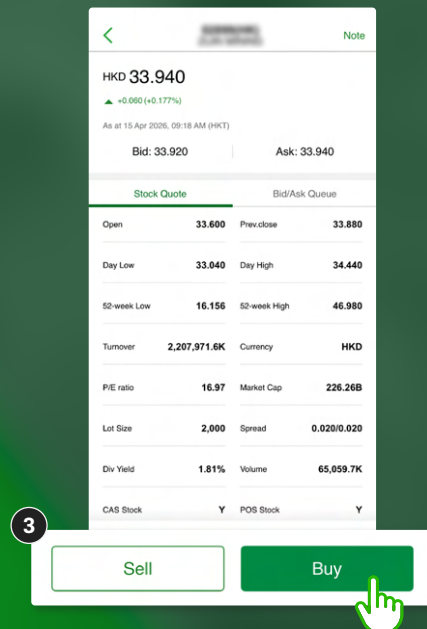 Note
HKD 33.940
+0.060 (+0.177%)
As at 15 Apr 2026, 09:18 AM (HKT)
Bid: 33.920 Ask: 33.940
Stock Quote Bid/Ask Queue
Open 33.600 Prev.close 33.880
Day Low 33.040 Day High 34.440
52-week Low 16.156 52-week High 46.980
Turnover 2,207,971.6K Currency HKD
P/E ratio 16.97 Market Cap 226.26B
Lot Size 2,000 Spread 0.020/0.020
Div Yield 1.81% Volume 65,059.7K
CAS Stock Y POS Stock Y
3
Sell Buy